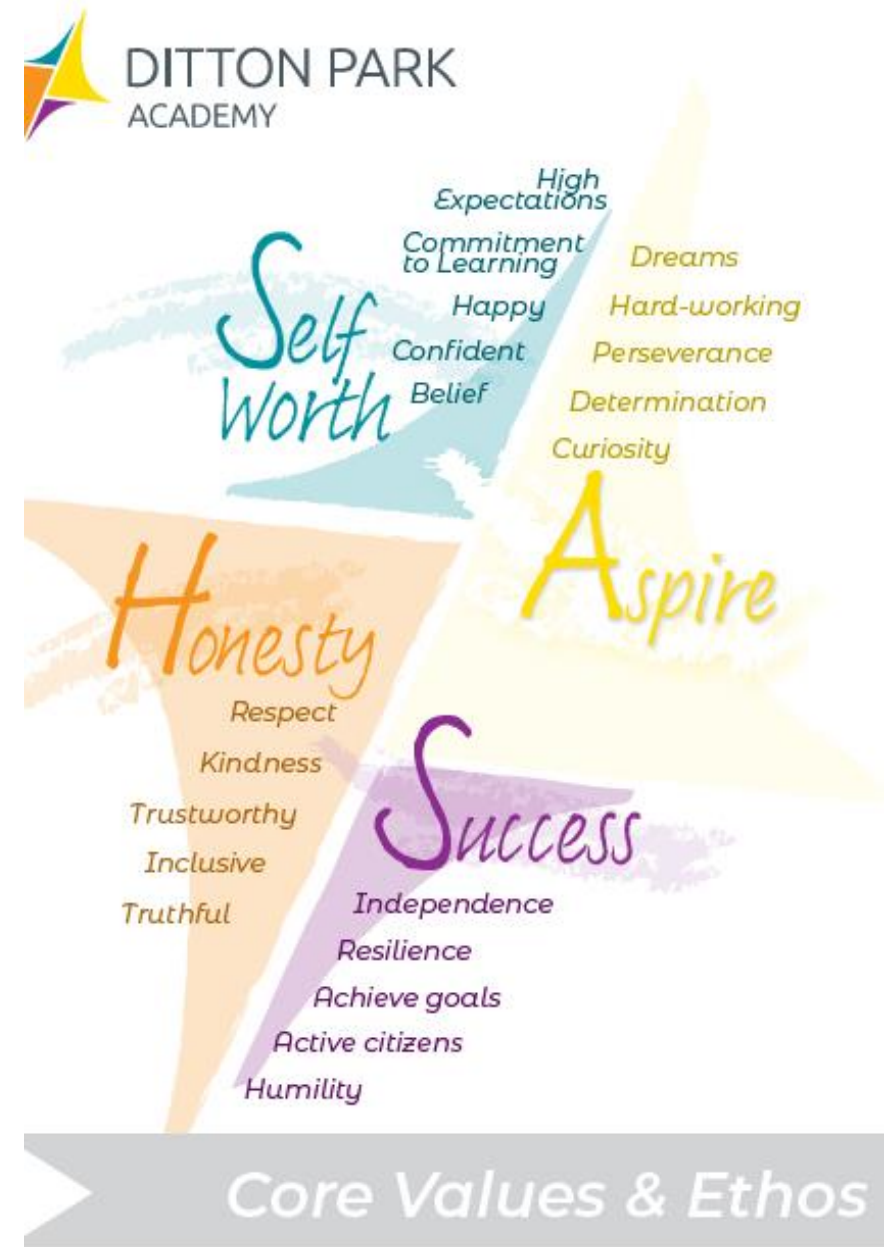 DITTON PARK
ACADEMY
High
Expectations
Commitment
to Learning
Happy
Confident
Belief
Self
Worth
Dreams
Hard-working
Perseverance
Determination
Curiosity
Aspire
Honesty
Respect
Kindness
Trustworthy
Inclusive
Truthful
Success
Independence
Resilience
Achieve goals
Active citizens
Humility
Core Values & Ethos